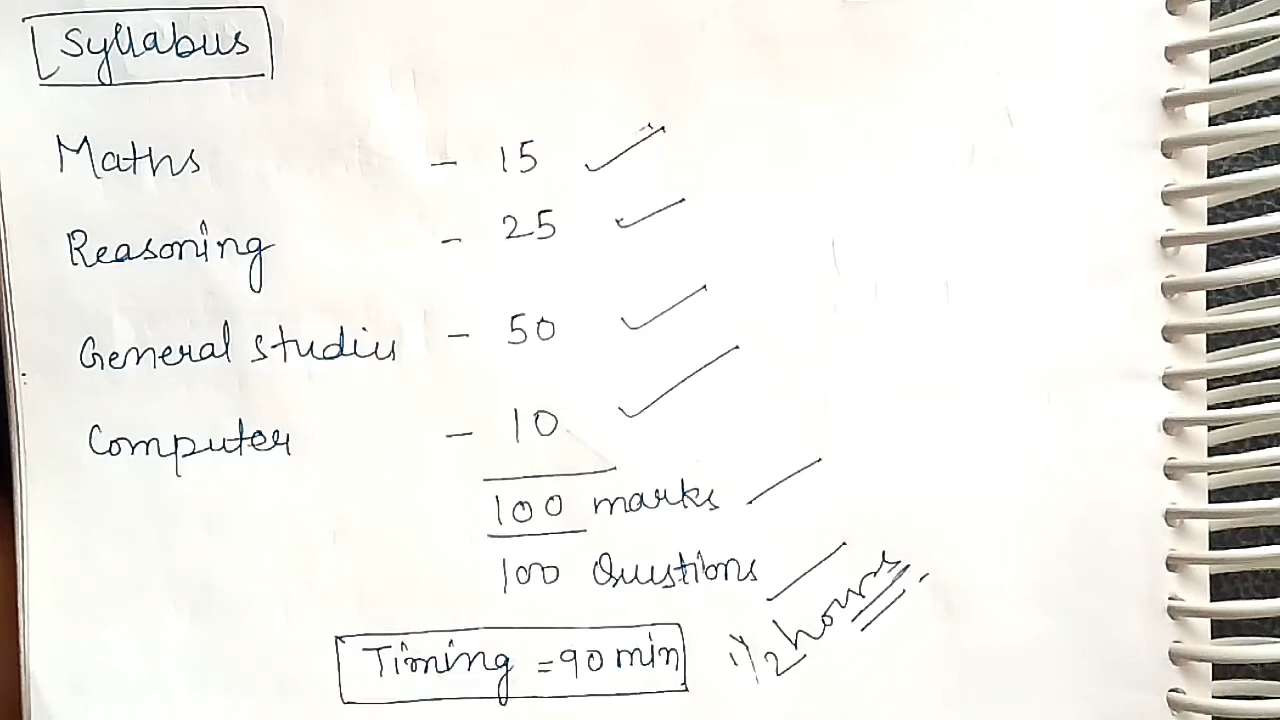 Syllabus
Maths - 15
Reasoning - 25
General studies - 50
Computer - 10
100 marks
100 Questions
Timing = 90 min
1 1/2 hours